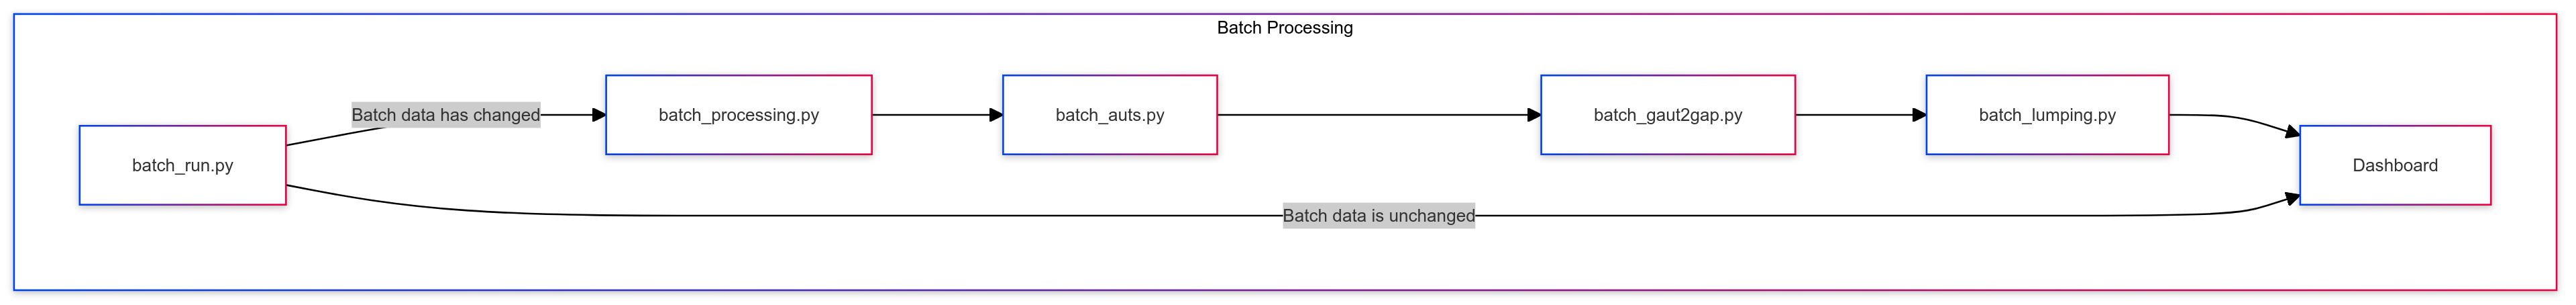 Batch Processing
Batch data has changed
batch_processing.py
batch_auts.py
batch_gaut2gap.py
batch_lumping.py
batch_run.py
Dashboard
Batch data is unchanged